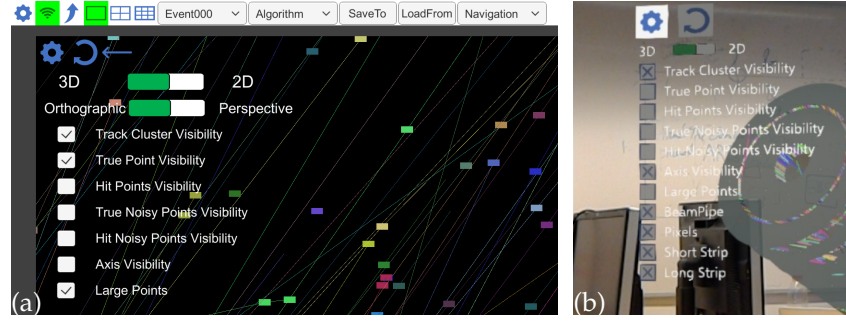 Event000 Algorithm SaveTo LoadFrom Navigation
3D 2D
Orthographic Perspective
Track Cluster Visibility
True Point Visibility
Hit Points Visibility
True Noisy Points Visibility
Hit Noisy Points Visibility
Axis Visibility
Large Points
(a)
3D 2D
Track Cluster Visibility
True Point Visibility
Hit Points Visibility
True Noisy Points Visibility
Hit Noisy Points Visibility
Axis Visibility
Large Points
BeamPipe
Pixels
Short Strip
Long Strip
(b)